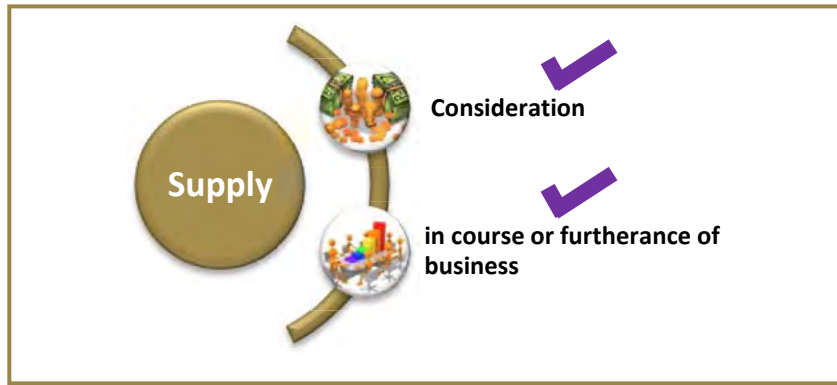 Supply
Consideration
in course or furtherance of
business